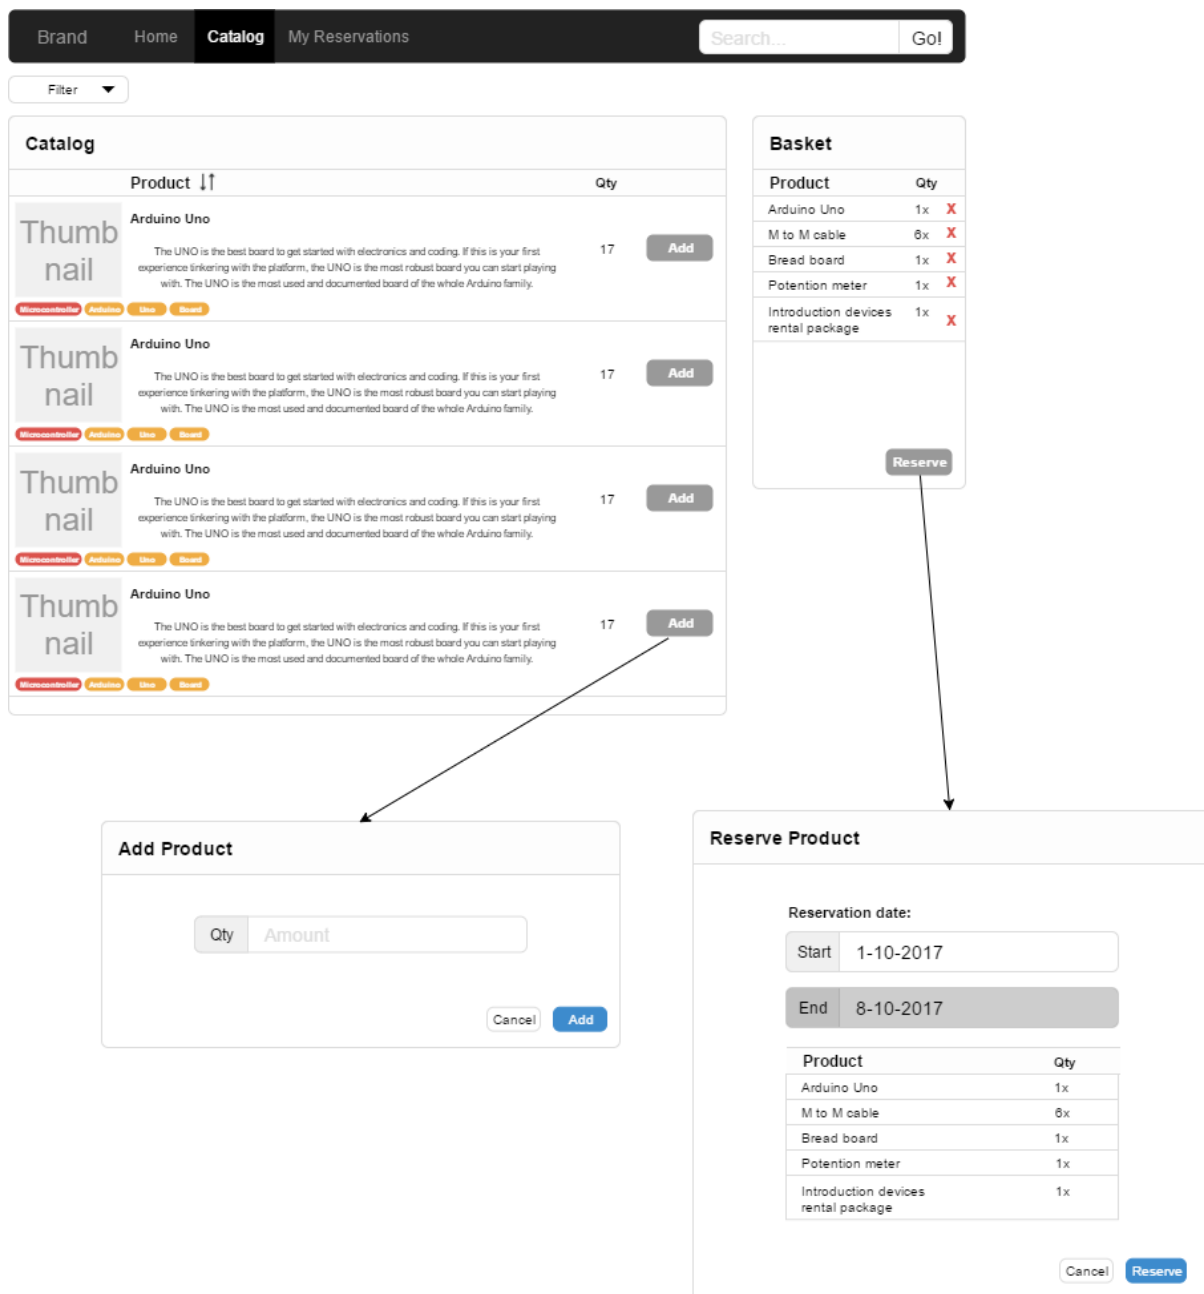 Brand Home Catalog My Reservations Search... Go!
Filter
Catalog
Product Qty
Thumb
nail
Arduino Uno
The UNO is the best board to get started with electronics and coding. If this is your first
experience tinkering with the platform, the UNO is the most robust board you can start playing
with. The UNO is the most used and documented board of the whole Arduino family.
17 Add
Microcontroller Arduino Uno Board
Thumb
nail
Arduino Uno
The UNO is the best board to get started with electronics and coding. If this is your first
experience tinkering with the platform, the UNO is the most robust board you can start playing
with. The UNO is the most used and documented board of the whole Arduino family.
17 Add
Microcontroller Arduino Uno Board
Thumb
nail
Arduino Uno
The UNO is the best board to get started with electronics and coding. If this is your first
experience tinkering with the platform, the UNO is the most robust board you can start playing
with. The UNO is the most used and documented board of the whole Arduino family.
17 Add
Microcontroller Arduino Uno Board
Thumb
nail
Arduino Uno
The UNO is the best board to get started with electronics and coding. If this is your first
experience tinkering with the platform, the UNO is the most robust board you can start playing
with. The UNO is the most used and documented board of the whole Arduino family.
17 Add
Microcontroller Arduino Uno Board
Basket
Product Qty
Arduino Uno 1x X
M to M cable 6x X
Bread board 1x X
Potention meter 1x X
Introduction devices 1x X
rental package
Reserve
Add Product
Qty Amount
Cancel Add
Reserve Product
Reservation date:
Start 1-10-2017
End 8-10-2017
Product Qty
Arduino Uno 1x
M to M cable 6x
Bread board 1x
Potention meter 1x
Introduction devices 1x
rental package
Cancel Reserve